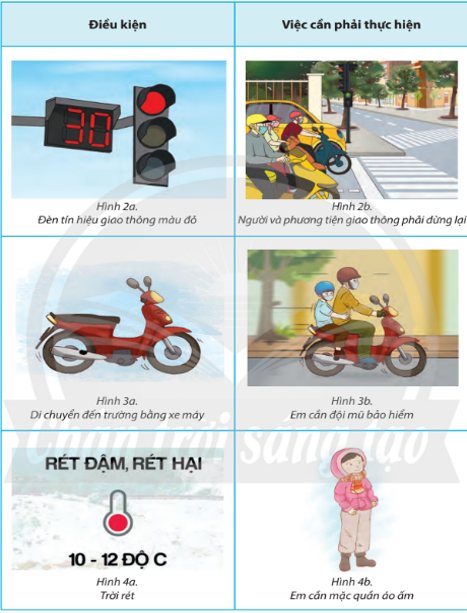 Điều kiện
Việc cần phải thực hiện
30
Hình 2a.
Đèn tín hiệu giao thông màu đỏ
Hình 2b.
Người và phương tiện giao thông phải dừng lại
Hình 3a.
Di chuyển đến trường bằng xe máy
Hình 3b.
Em cần đội mũ bảo hiểm
Chân trời sáng tạo
RÉT ĐẬM, RÉT HẠI
10 - 12 ĐỘ C
Hình 4a.
Trời rét
Hình 4b.
Em cần mặc quần áo ấm